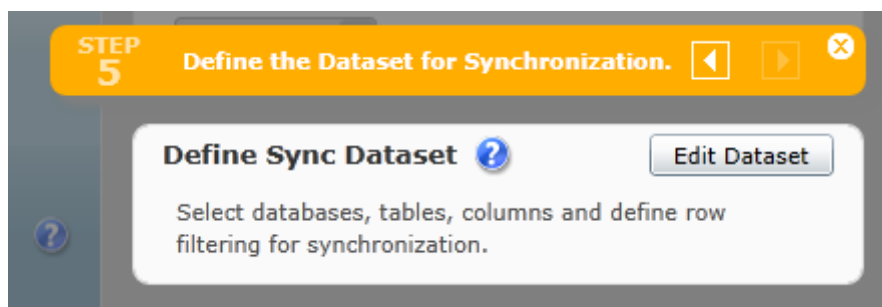 STEP
5
Define the Dataset for Synchronization.
Define Sync Dataset ?
Edit Dataset
Select databases, tables, columns and define row
filtering for synchronization.
?